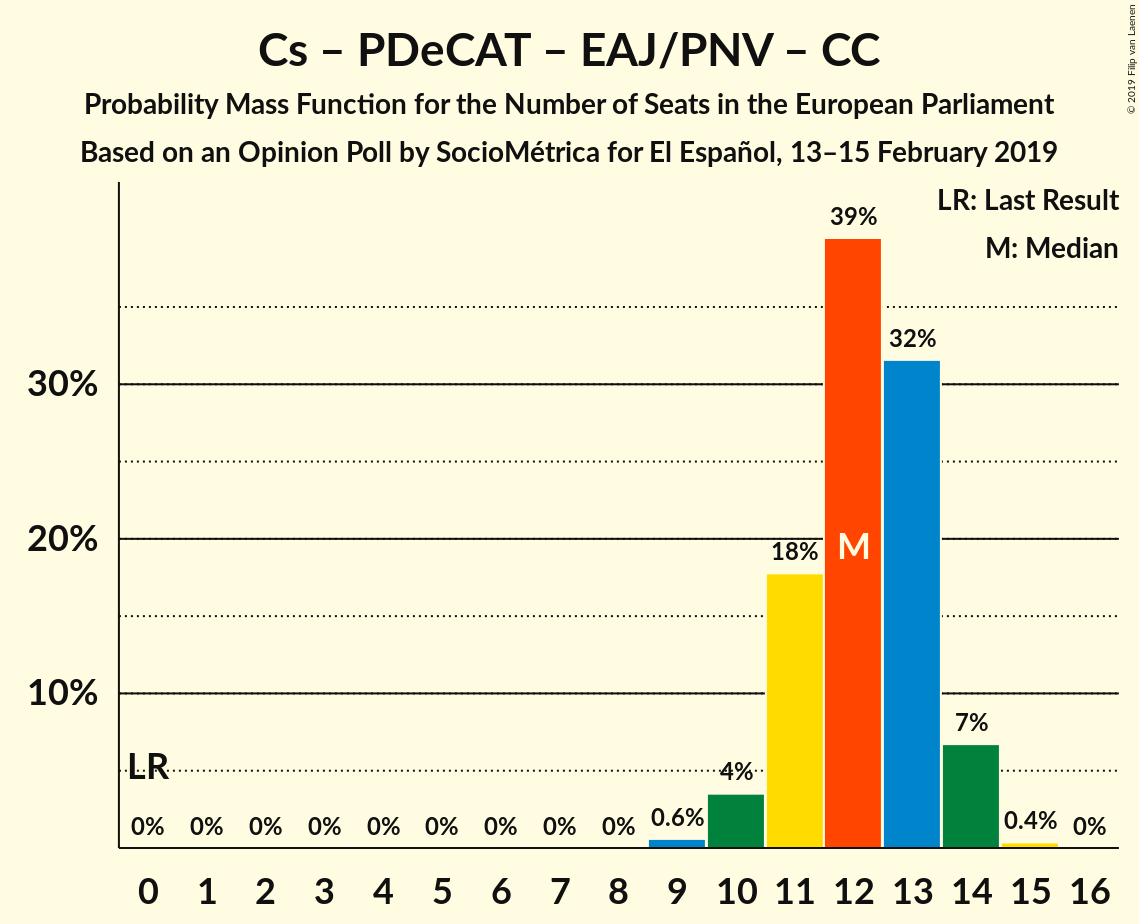 Cs – PDeCAT – EAJ/PNV – CC
Probability Mass Function for the Number of Seats in the European Parliament
Based on an Opinion Poll by SocioMétrica for El Español, 13–15 February 2019
© 2019 Filip van Laenen
LR: Last Result
M: Median
30%
20%
10%
LR
M
0% 0% 0% 0% 0% 0% 0% 0% 0% 0.6% 4% 18% 39% 32% 7% 0.4% 0%
0 1 2 3 4 5 6 7 8 9 10 11 12 13 14 15 16